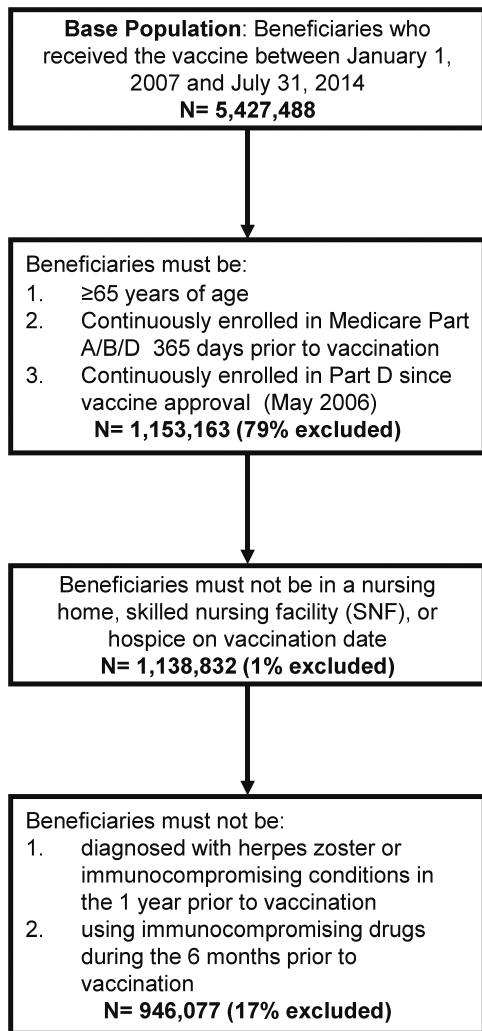 Base Population: Beneficiaries who
received the vaccine between January 1,
2007 and July 31, 2014
N= 5,427,488
Beneficiaries must be:
1. ≥65 years of age
2. Continuously enrolled in Medicare Part
A/B/D 365 days prior to vaccination
3. Continuously enrolled in Part D since
vaccine approval (May 2006)
N= 1,153,163 (79% excluded)
Beneficiaries must not be in a nursing
home, skilled nursing facility (SNF), or
hospice on vaccination date
N= 1,138,832 (1% excluded)
Beneficiaries must not be:
1. diagnosed with herpes zoster or
immunocompromising conditions in
the 1 year prior to vaccination
2. using immunocompromising drugs
during the 6 months prior to
vaccination
N= 946,077 (17% excluded)